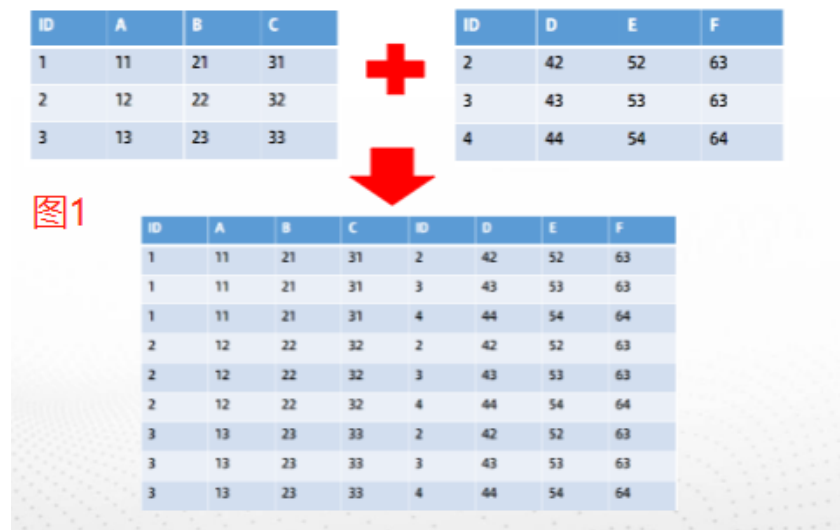 ID A B C
1 11 21 31
2 12 22 32
3 13 23 33
ID D E F
2 42 52 63
3 43 53 63
4 44 54 64
图1
ID A B C ID D E F
1 11 21 31 2 42 52 63
1 11 21 31 3 43 53 63
1 11 21 31 4 44 54 64
2 12 22 32 2 42 52 63
2 12 22 32 3 43 53 63
2 12 22 32 4 44 54 64
3 13 23 33 2 42 52 63
3 13 23 33 3 43 53 63
3 13 23 33 4 44 54 64